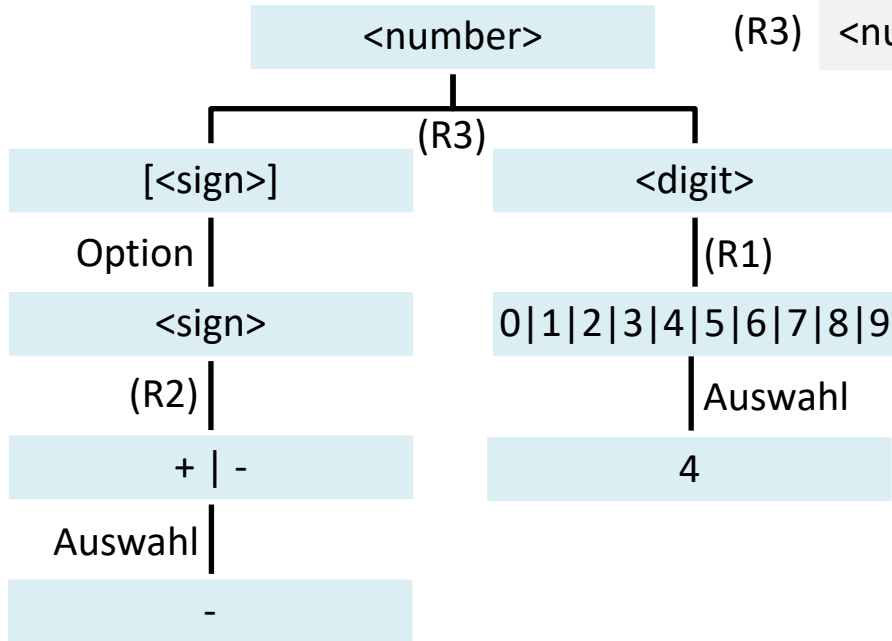 <number> (R3) <nu
(R3)
[<sign>] <digit>
Option (R1)
<sign> 0|1|2|3|4|5|6|7|8|9
(R2) Auswahl
+ | - 4
Auswahl
-